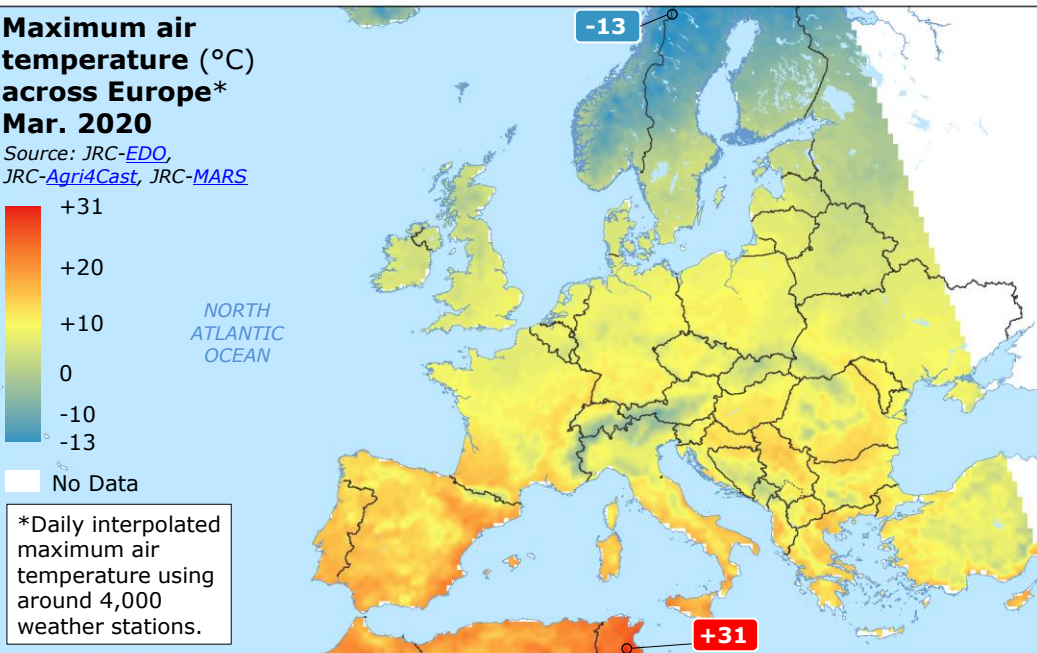 Maximum air
temperature (°C)
across Europe*
Mar. 2020
Source: JRC-EDO,
JRC-Agri4Cast, JRC-MARS
+31
+20
+10
0
-10
-13
No Data
*Daily interpolated
maximum air
temperature using
around 4,000
weather stations.
NORTH
ATLANTIC
OCEAN
-13
+31